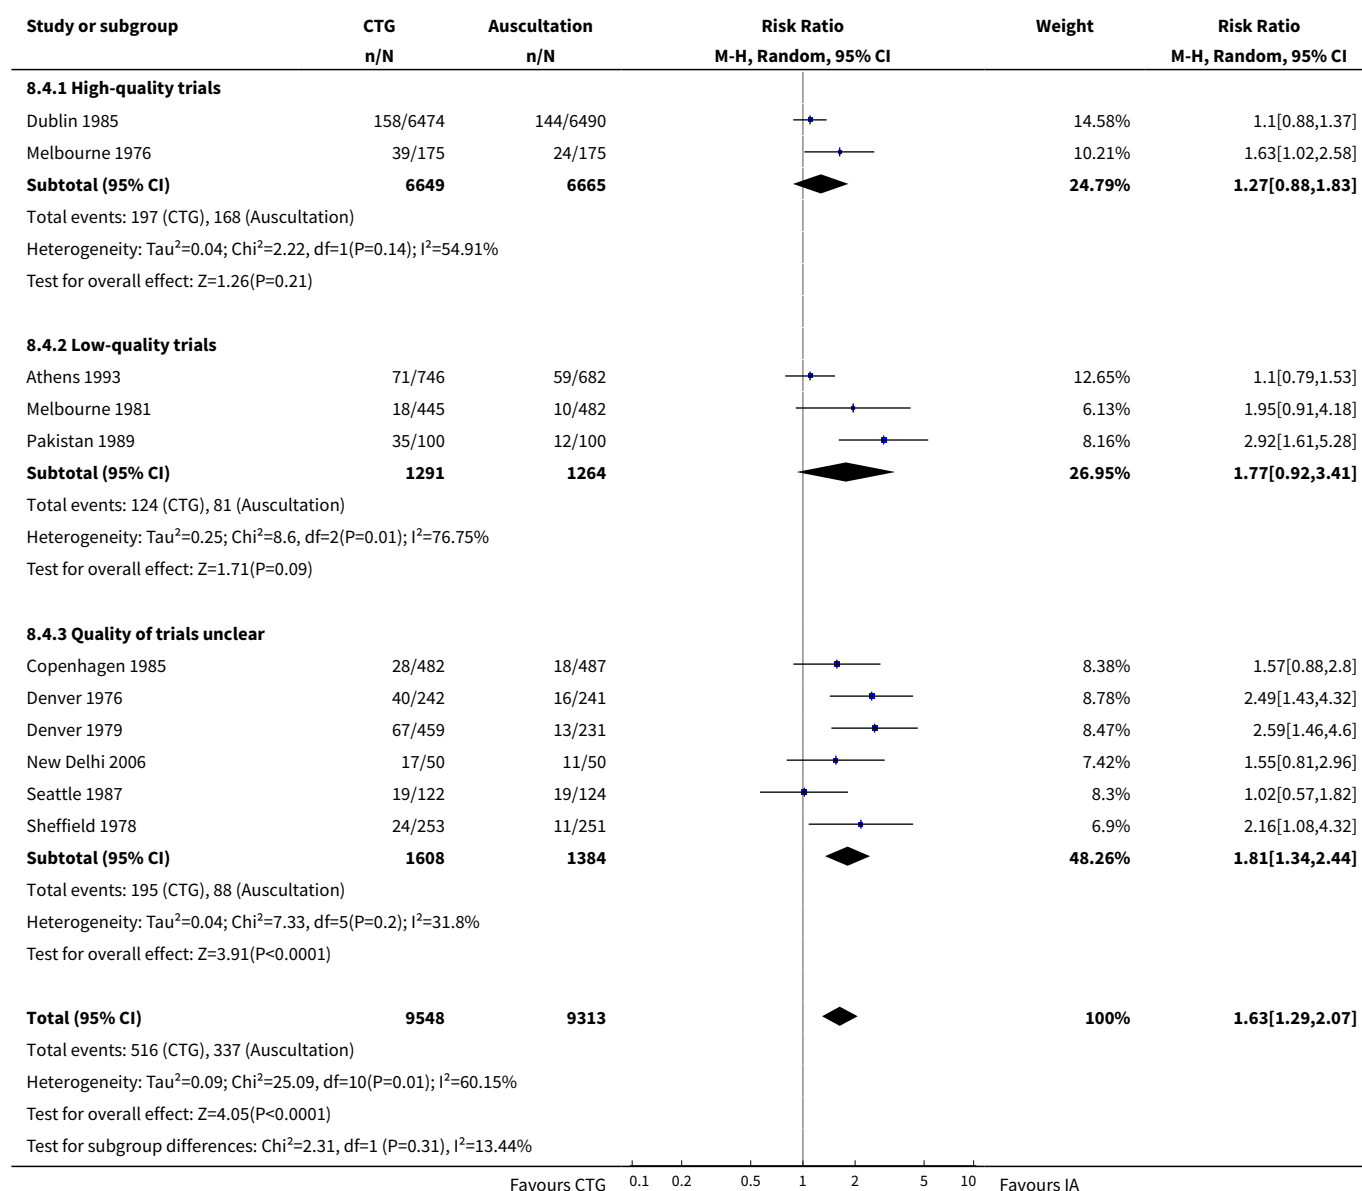 Study or subgroup CTG Auscultation Risk Ratio Weight Risk Ratio
n/N n/N M-H, Random, 95% CI M-H, Random, 95% CI
8.4.1 High-quality trials
Dublin 1985 158/6474 144/6490 14.58% 1.1[0.88,1.37]
Melbourne 1976 39/175 24/175 10.21% 1.63[1.02,2.58]
Subtotal (95% CI) 6649 6665 24.79% 1.27[0.88,1.83]
Total events: 197 (CTG), 168 (Auscultation)
Heterogeneity: Tau²=0.04; Chi²=2.22, df=1(P=0.14); I²=54.91%
Test for overall effect: Z=1.26(P=0.21)
8.4.2 Low-quality trials
Athens 1993 71/746 59/682 12.65% 1.1[0.79,1.53]
Melbourne 1981 18/445 10/482 6.13% 1.95[0.91,4.18]
Pakistan 1989 35/100 12/100 8.16% 2.92[1.61,5.28]
Subtotal (95% CI) 1291 1264 26.95% 1.77[0.92,3.41]
Total events: 124 (CTG), 81 (Auscultation)
Heterogeneity: Tau²=0.25; Chi²=8.6, df=2(P=0.01); I²=76.75%
Test for overall effect: Z=1.71(P=0.09)
8.4.3 Quality of trials unclear
Copenhagen 1985 28/482 18/487 8.38% 1.57[0.88,2.8]
Denver 1976 40/242 16/241 8.78% 2.49[1.43,4.32]
Denver 1979 67/459 13/231 8.47% 2.59[1.46,4.6]
New Delhi 2006 17/50 11/50 7.42% 1.55[0.81,2.96]
Seattle 1987 19/122 19/124 8.3% 1.02[0.57,1.82]
Sheffield 1978 24/253 11/251 6.9% 2.16[1.08,4.32]
Subtotal (95% CI) 1608 1384 48.26% 1.81[1.34,2.44]
Total events: 195 (CTG), 88 (Auscultation)
Heterogeneity: Tau²=0.04; Chi²=7.33, df=5(P=0.2); I²=31.8%
Test for overall effect: Z=3.91(P<0.0001)
Total (95% CI) 9548 9313 100% 1.63[1.29,2.07]
Total events: 516 (CTG), 337 (Auscultation)
Heterogeneity: Tau²=0.09; Chi²=25.09, df=10(P=0.01); I²=60.15%
Test for overall effect: Z=4.05(P<0.0001)
Test for subgroup differences: Chi²=2.31, df=1 (P=0.31), I²=13.44%
Favours CTG 0.1 0.2 0.5 1 2 5 10 Favours IA